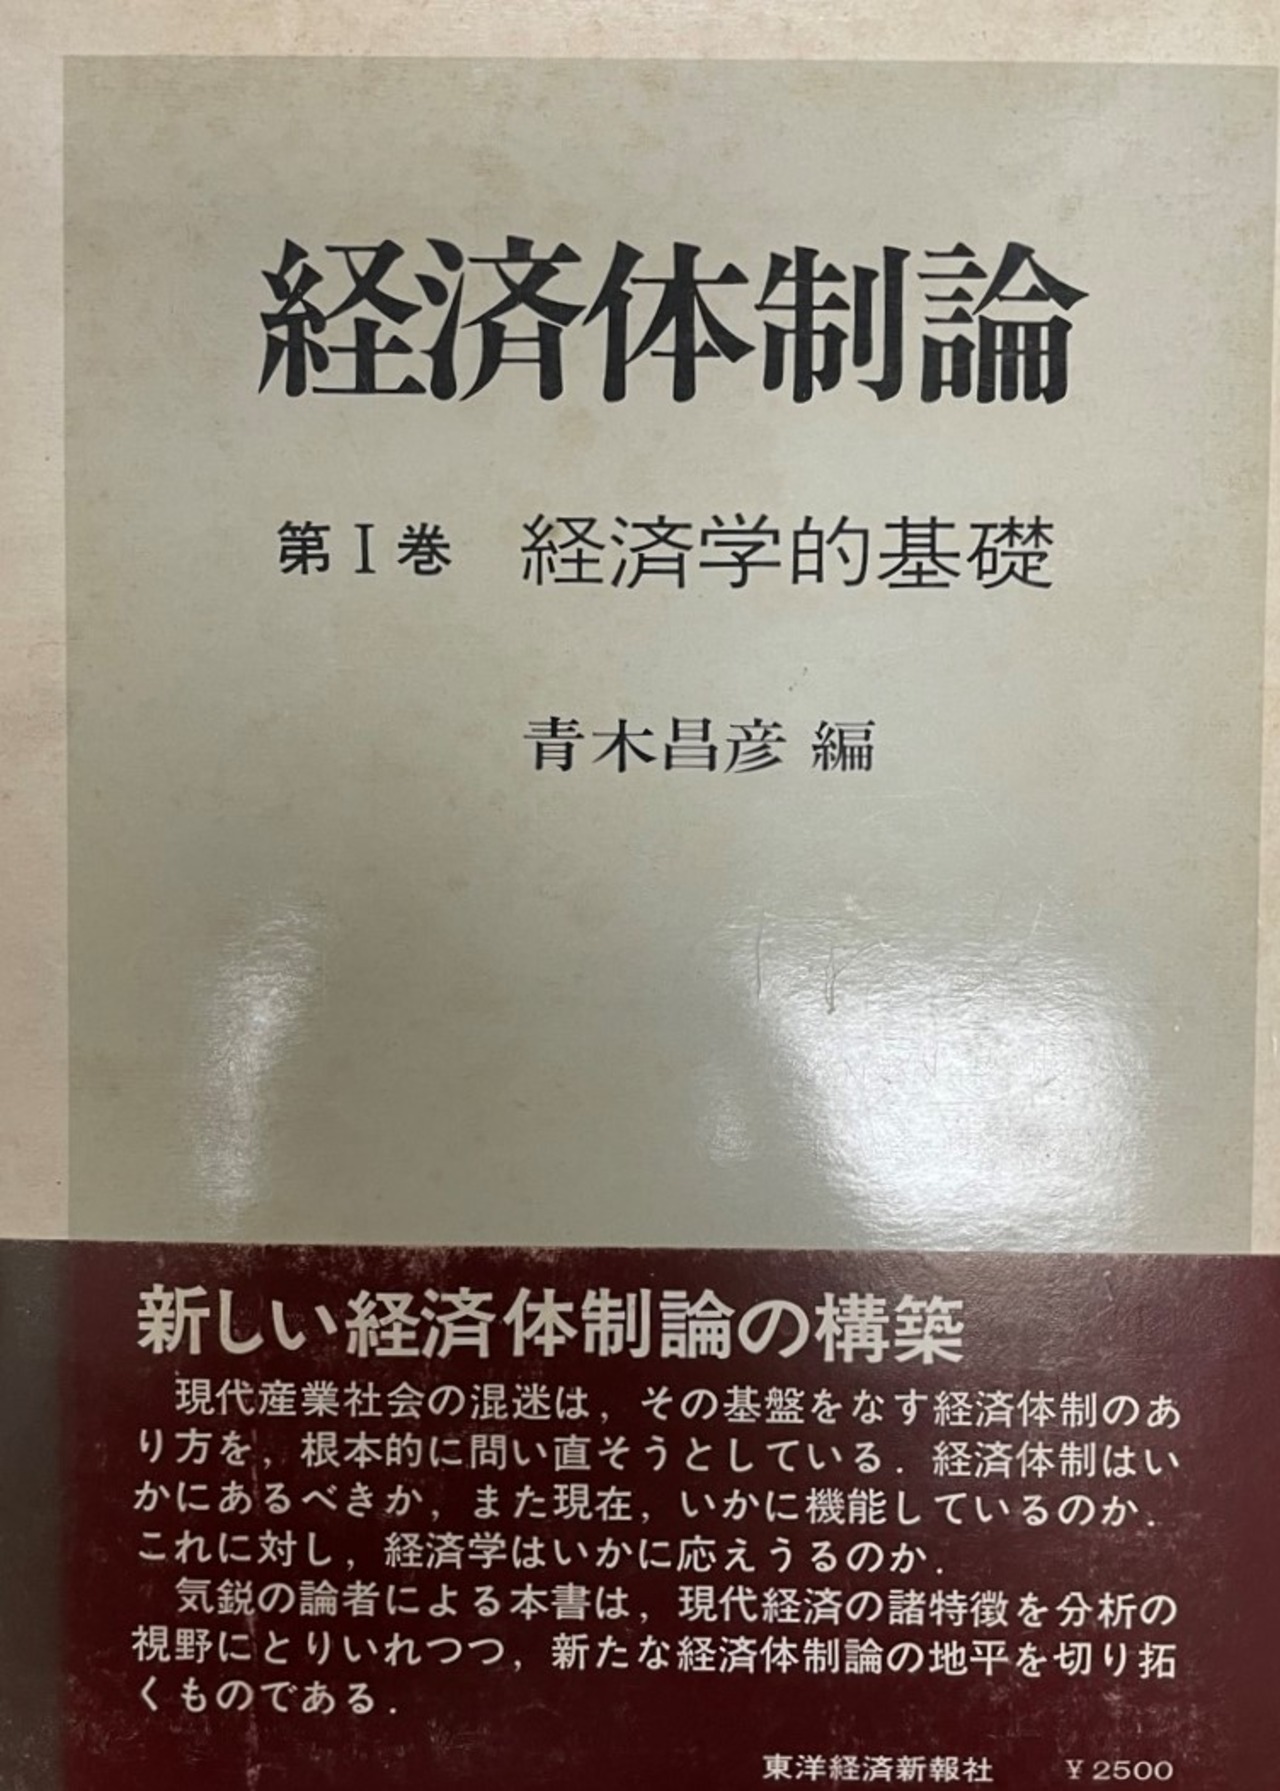 経済体制論
第Ⅰ巻 経済学的基礎
青木昌彦 編
新しい経済体制論の構築
現代産業社会の混迷は，その基盤をなす経済体制のあ
り方を，根本的に問い直そうとしている．経済体制はい
かにあるべきか，また現在，いかに機能しているのか．
これに対し，経済学はいかに応えうるのか．
気鋭の論者による本書は，現代経済の諸特徴を分析の
視野にとりいれつつ，新たな経済体制論の地平を切り拓
くものである．
東洋経済新報社 ￥2500